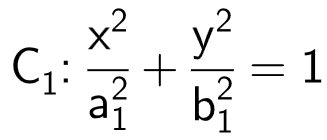 C₁: x²/a₁² + y²/b₁² = 1